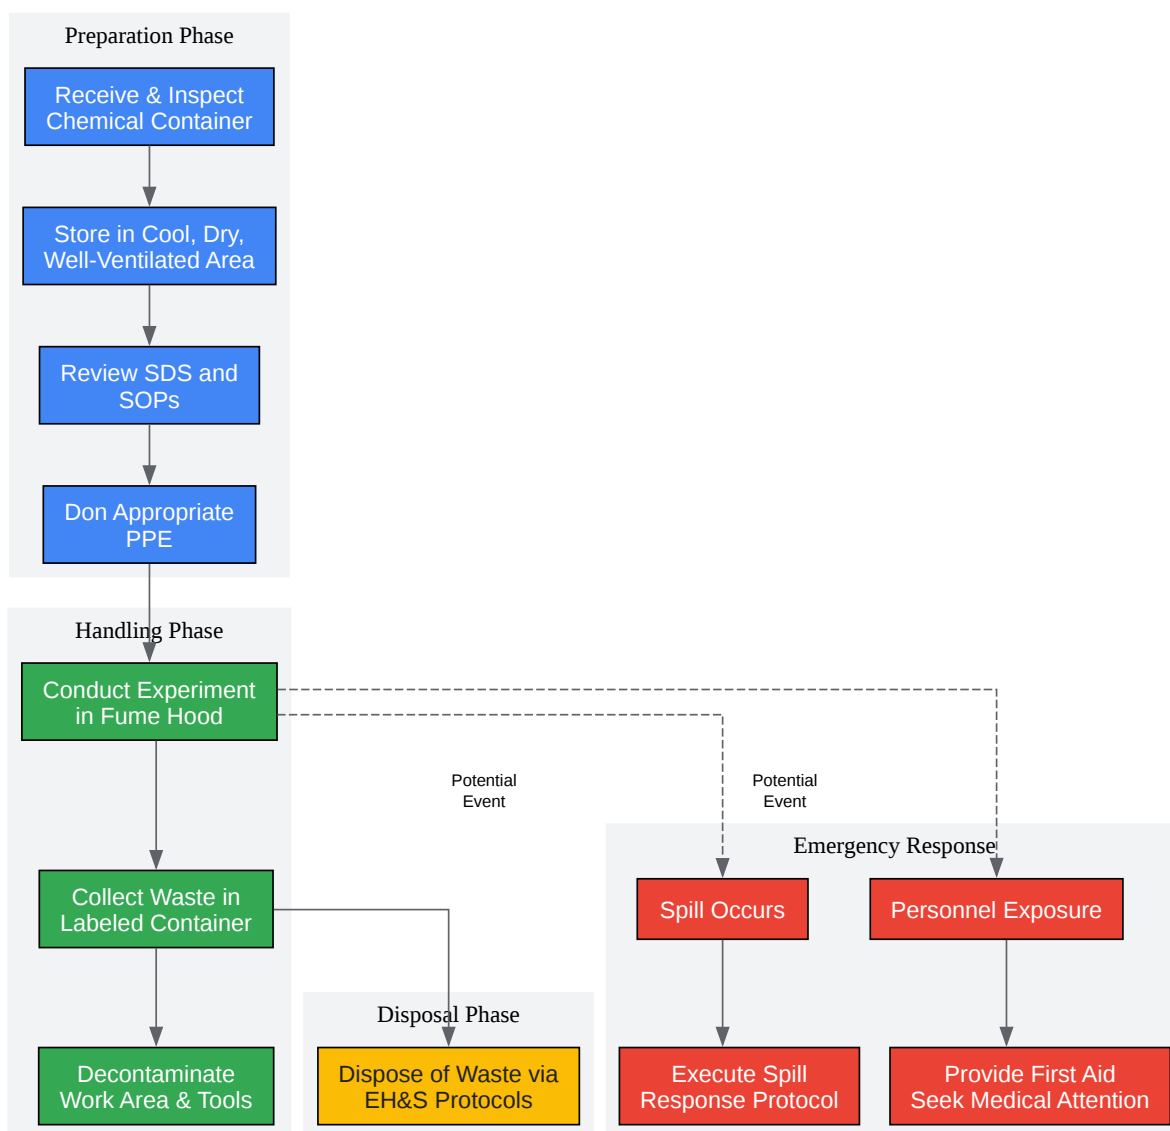 Preparation Phase
Receive & Inspect
Chemical Container
Store in Cool, Dry,
Well-Ventilated Area
Review SDS and
SOPs
Don Appropriate
PPE
Handling Phase
Conduct Experiment
in Fume Hood
Potential
Event
Potential
Event
Emergency Response
Collect Waste in
Labeled Container
Spill Occurs
Personnel Exposure
Disposal Phase
Decontaminate
Work Area & Tools
Dispose of Waste via
EH&S Protocols
Execute Spill
Response Protocol
Provide First Aid
Seek Medical Attention